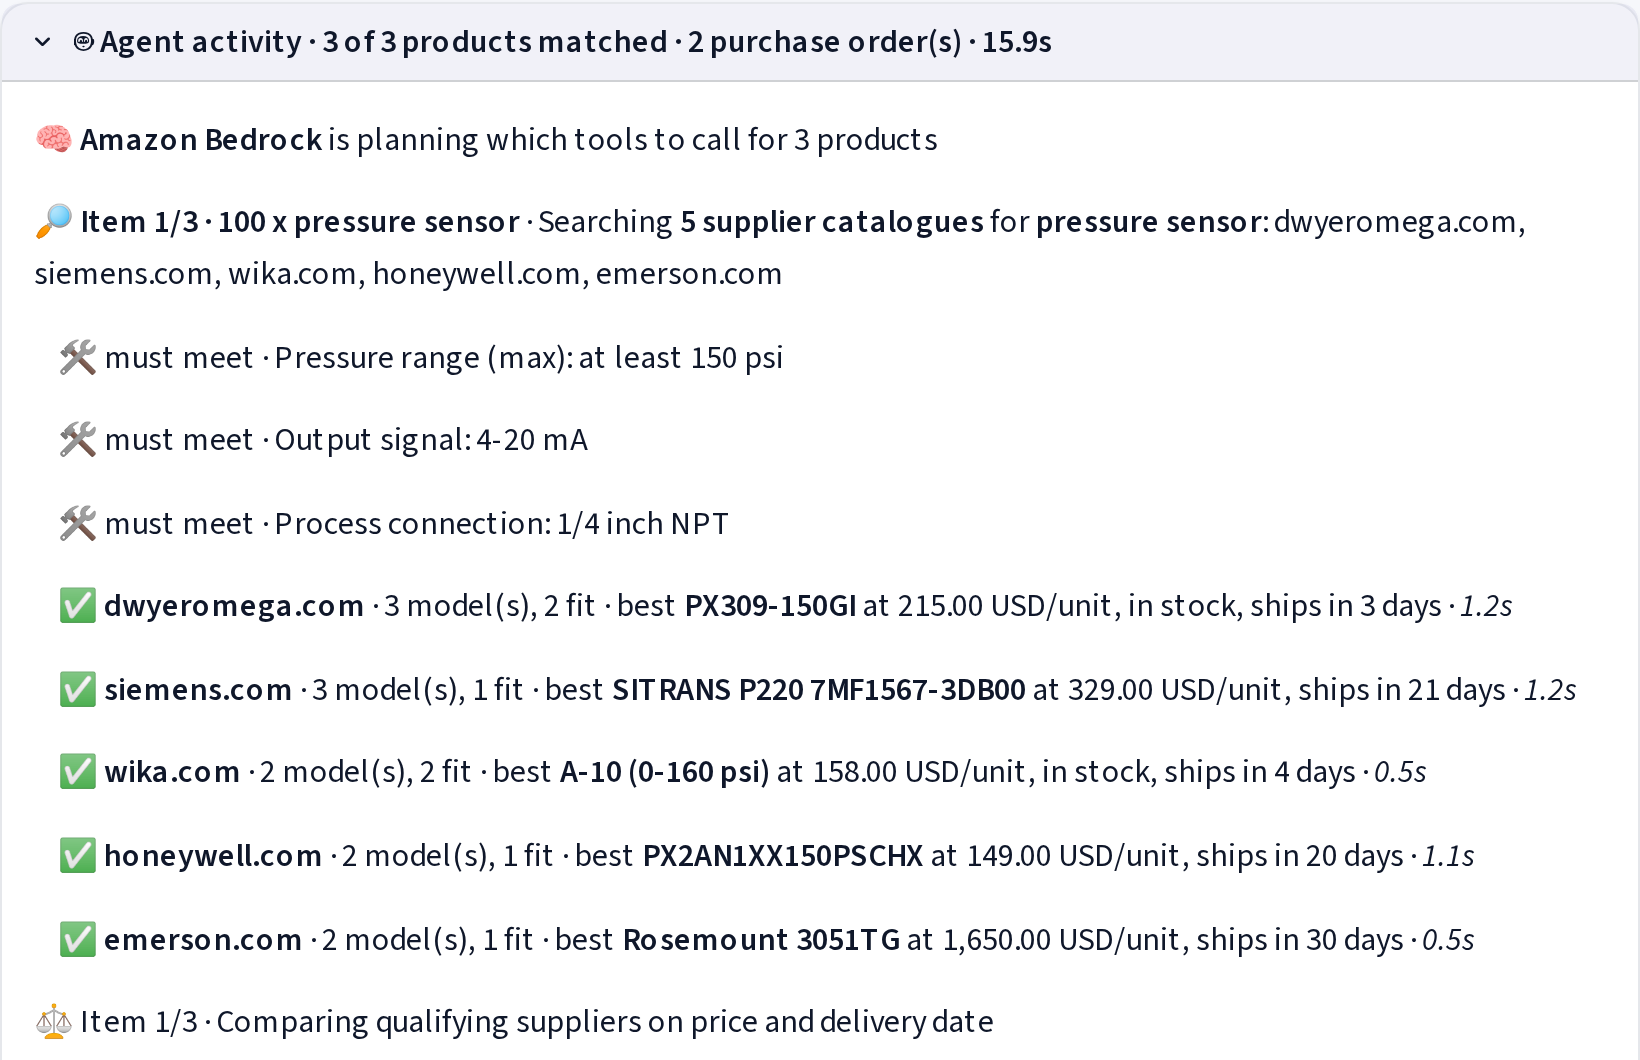 Agent activity · 3 of 3 products matched · 2 purchase order(s) · 15.9s
Amazon Bedrock is planning which tools to call for 3 products
Item 1/3 · 100 x pressure sensor · Searching 5 supplier catalogues for pressure sensor: dwyeromega.com,
siemens.com, wika.com, honeywell.com, emerson.com
must meet · Pressure range (max): at least 150 psi
must meet · Output signal: 4-20 mA
must meet · Process connection: 1/4 inch NPT
dwyeromega.com · 3 model(s), 2 fit · best PX309-150GI at 215.00 USD/unit, in stock, ships in 3 days · 1.2s
siemens.com · 3 model(s), 1 fit · best SITRANS P220 7MF1567-3DB00 at 329.00 USD/unit, ships in 21 days · 1.2s
wika.com · 2 model(s), 2 fit · best A-10 (0-160 psi) at 158.00 USD/unit, in stock, ships in 4 days · 0.5s
honeywell.com · 2 model(s), 1 fit · best PX2AN1XX150PSCHX at 149.00 USD/unit, ships in 20 days · 1.1s
emerson.com · 2 model(s), 1 fit · best Rosemount 3051TG at 1,650.00 USD/unit, ships in 30 days · 0.5s
Item 1/3 · Comparing qualifying suppliers on price and delivery date